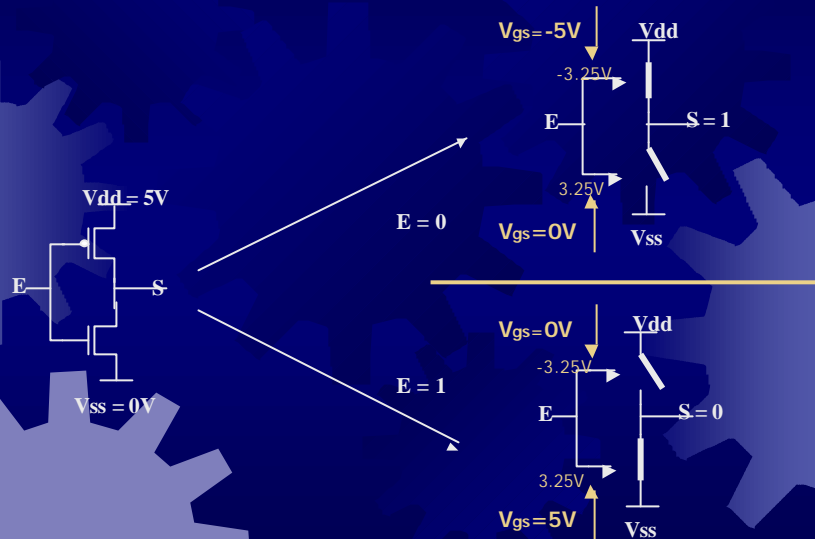 Vdd = 5V
E
S
Vss = 0V
E = 0
E = 1
Vgs=-5V
Vdd
-3.25V
E
S = 1
3.25V
Vgs=0V
Vss
Vgs=0V
Vdd
-3.25V
E
S = 0
3.25V
Vgs=5V
Vss